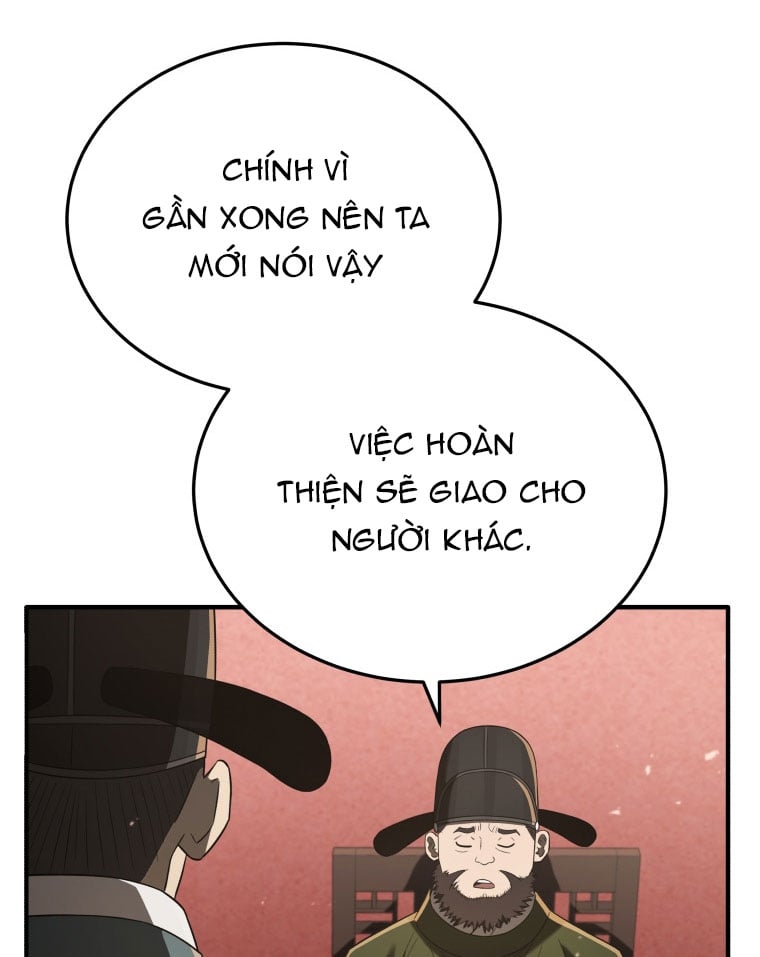 CHÍNH VÌ
GẦN XONG NÊN TA
MỚI NÓI VẬY
VIỆC HOÀN
THIỆN SẼ GIAO CHO
NGƯỜI KHÁC.